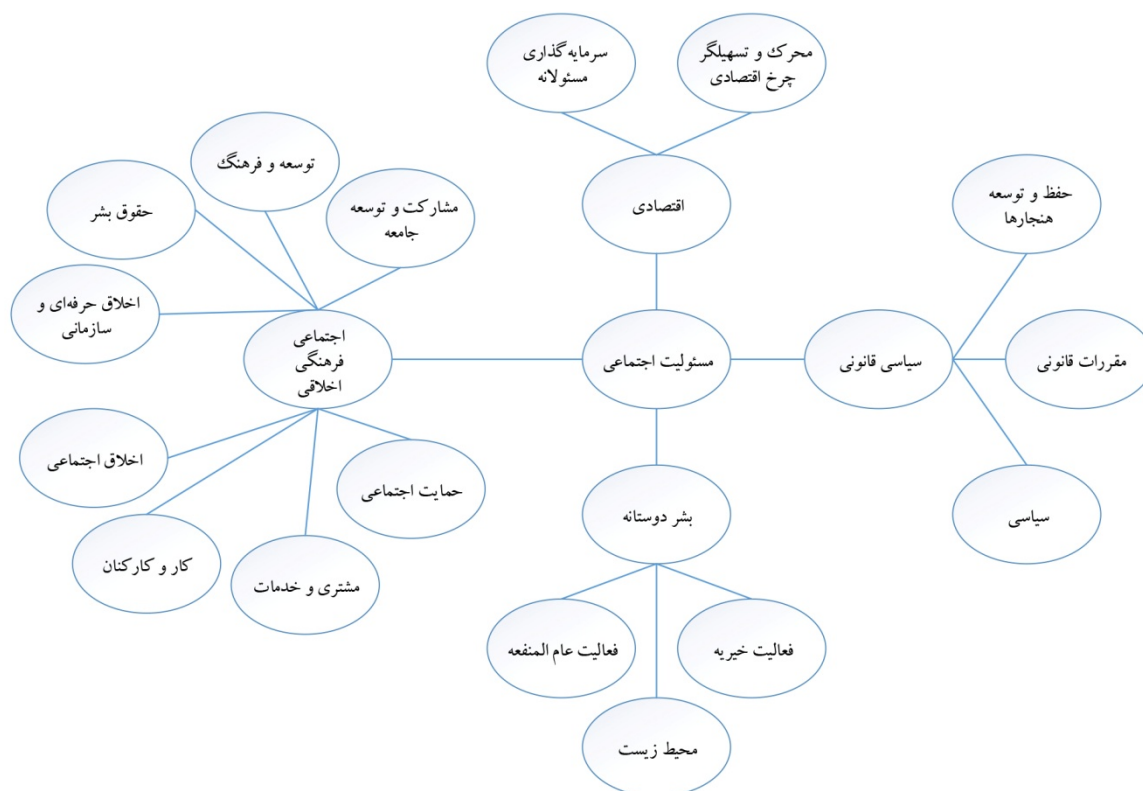 محرک و تسهیلگر
چرخ اقتصادی
سرمایه‌گذاری
مسئولانه
اقتصادی
توسعه و فرهنگ
حقوق بشر
مشارکت و توسعه
جامعه
اخلاق حرفه‌ای و
سازمانی
حفظ و توسعه
هنجارها
مقررات قانونی
سیاسی قانونی
مسئولیت اجتماعی
اجتماعی
فرهنگی
اخلاقی
سیاسی
بشر دوستانه
حمایت اجتماعی
اخلاق اجتماعی
کار و کارکنان
مشتری و خدمات
فعالیت خیریه
فعالیت عام المنفعه
محیط زیست